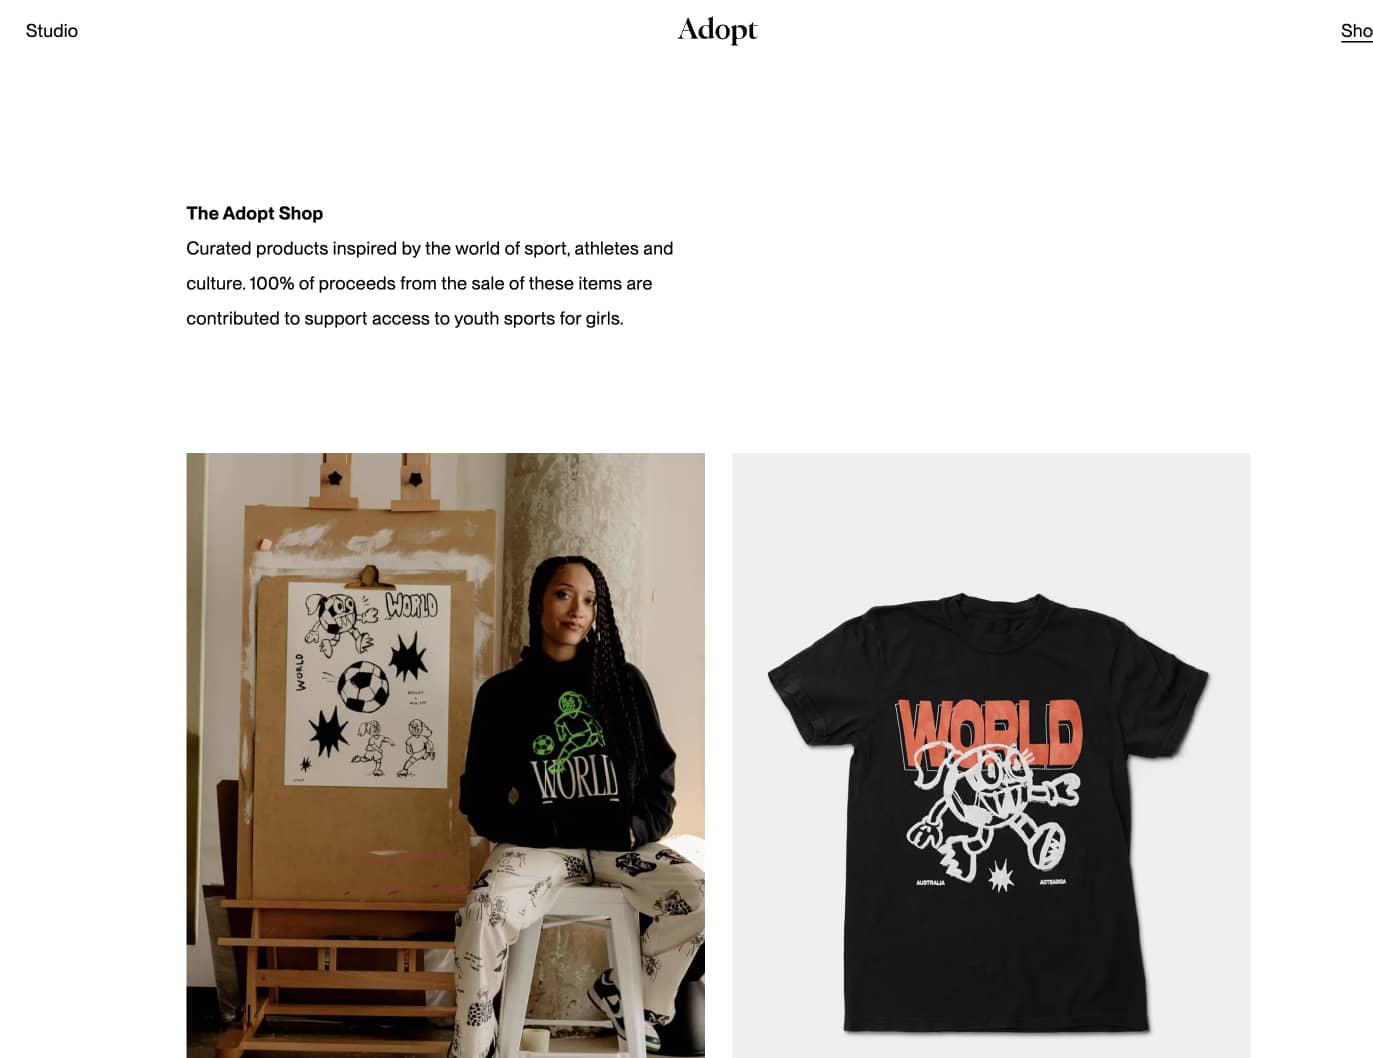 Studio
Adopt
Sho
The Adopt Shop
Curated products inspired by the world of sport, athletes and
culture. 100% of proceeds from the sale of these items are
contributed to support access to youth sports for girls.
WORLD
WORLD
WORLD
WORLD
AUSTRALIA
AOTEAROA